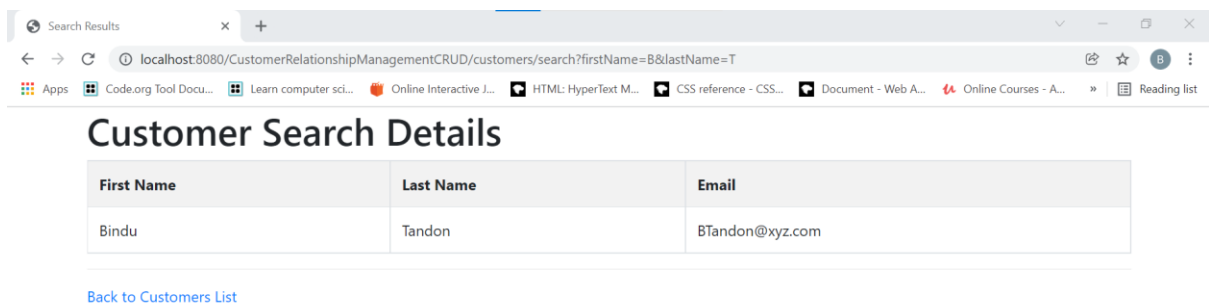 Search Results
localhost:8080/CustomerRelationshipManagementCRUD/customers/search?firstName=B&lastName=T
B
Apps Code.org Tool Docu... Learn computer sci... Online Interactive J... HTML: HyperText M... CSS reference - CSS... Document - Web A... Online Courses - A... » Reading list
Customer Search Details
First Name Last Name Email
Bindu Tandon BTandon@xyz.com
Back to Customers List